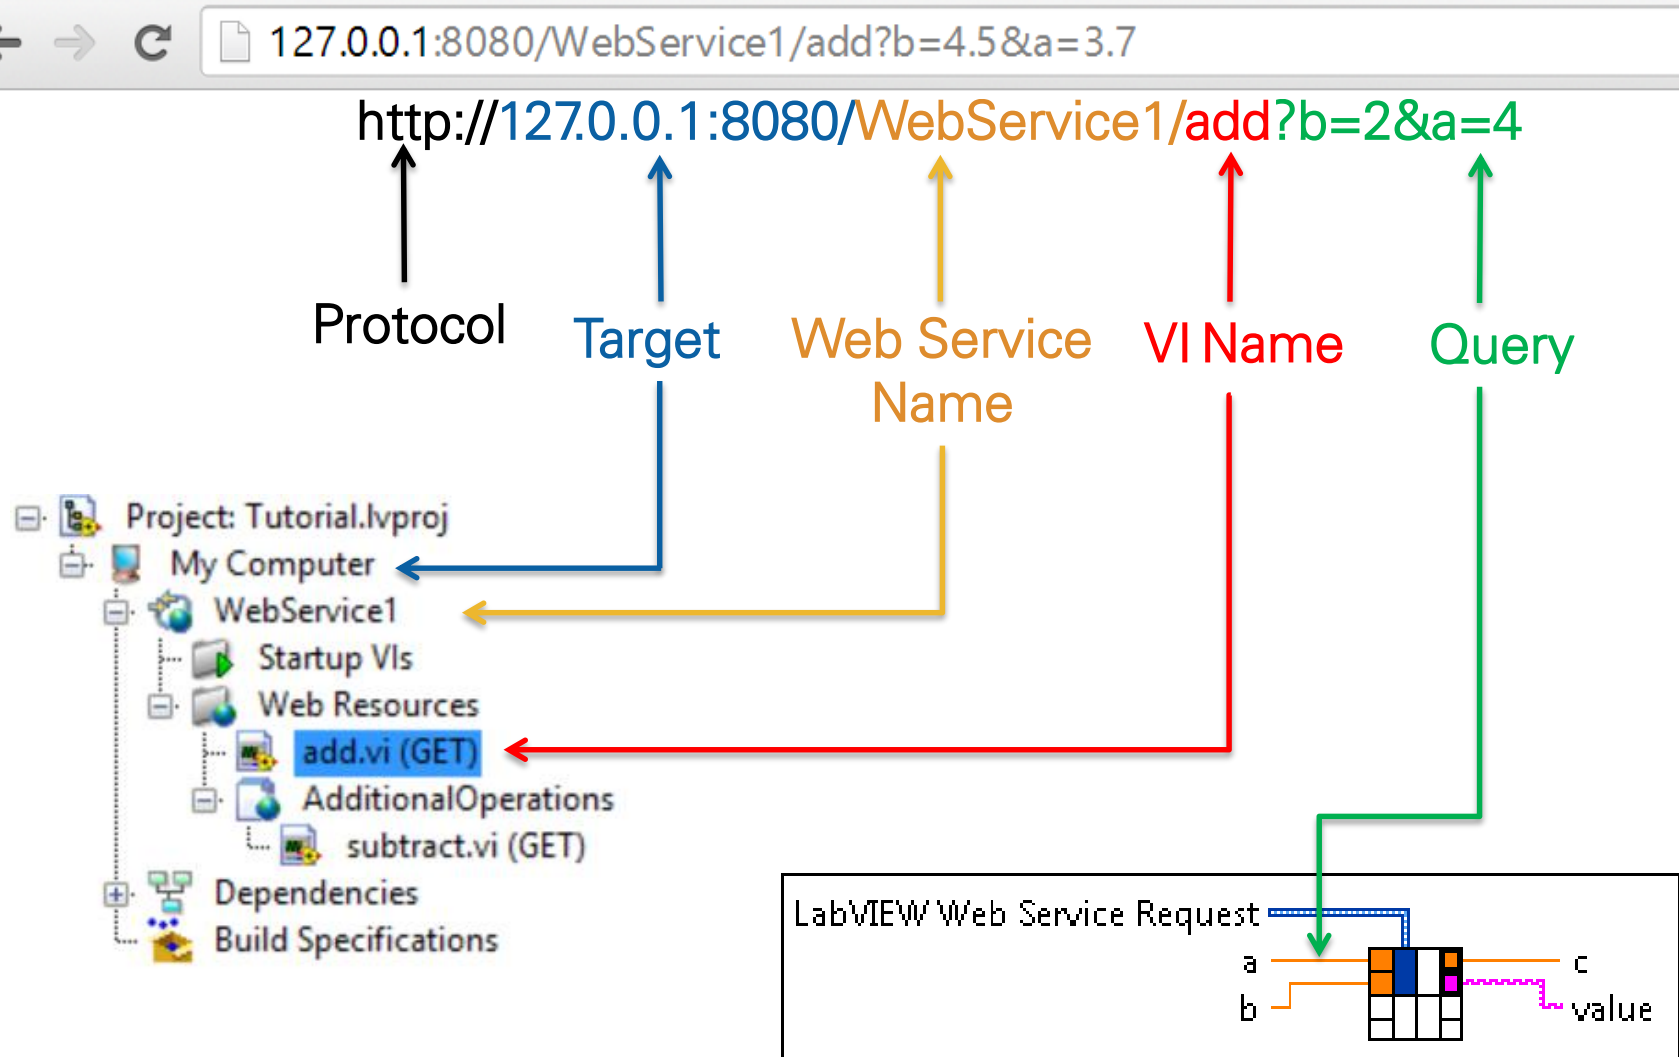 127.0.0.1:8080/WebService1/add?b=4.5&a=3.7
http://127.0.0.1:8080/WebService1/add?b=2&a=4
Protocol
Target
Web Service
Name
VI Name
Query
Project: Tutorial.lvproj
My Computer
WebService1
Startup VIs
Web Resources
add.vi (GET)
AdditionalOperations
subtract.vi (GET)
Dependencies
Build Specifications
LabVIEW Web Service Request
a
c
b
value